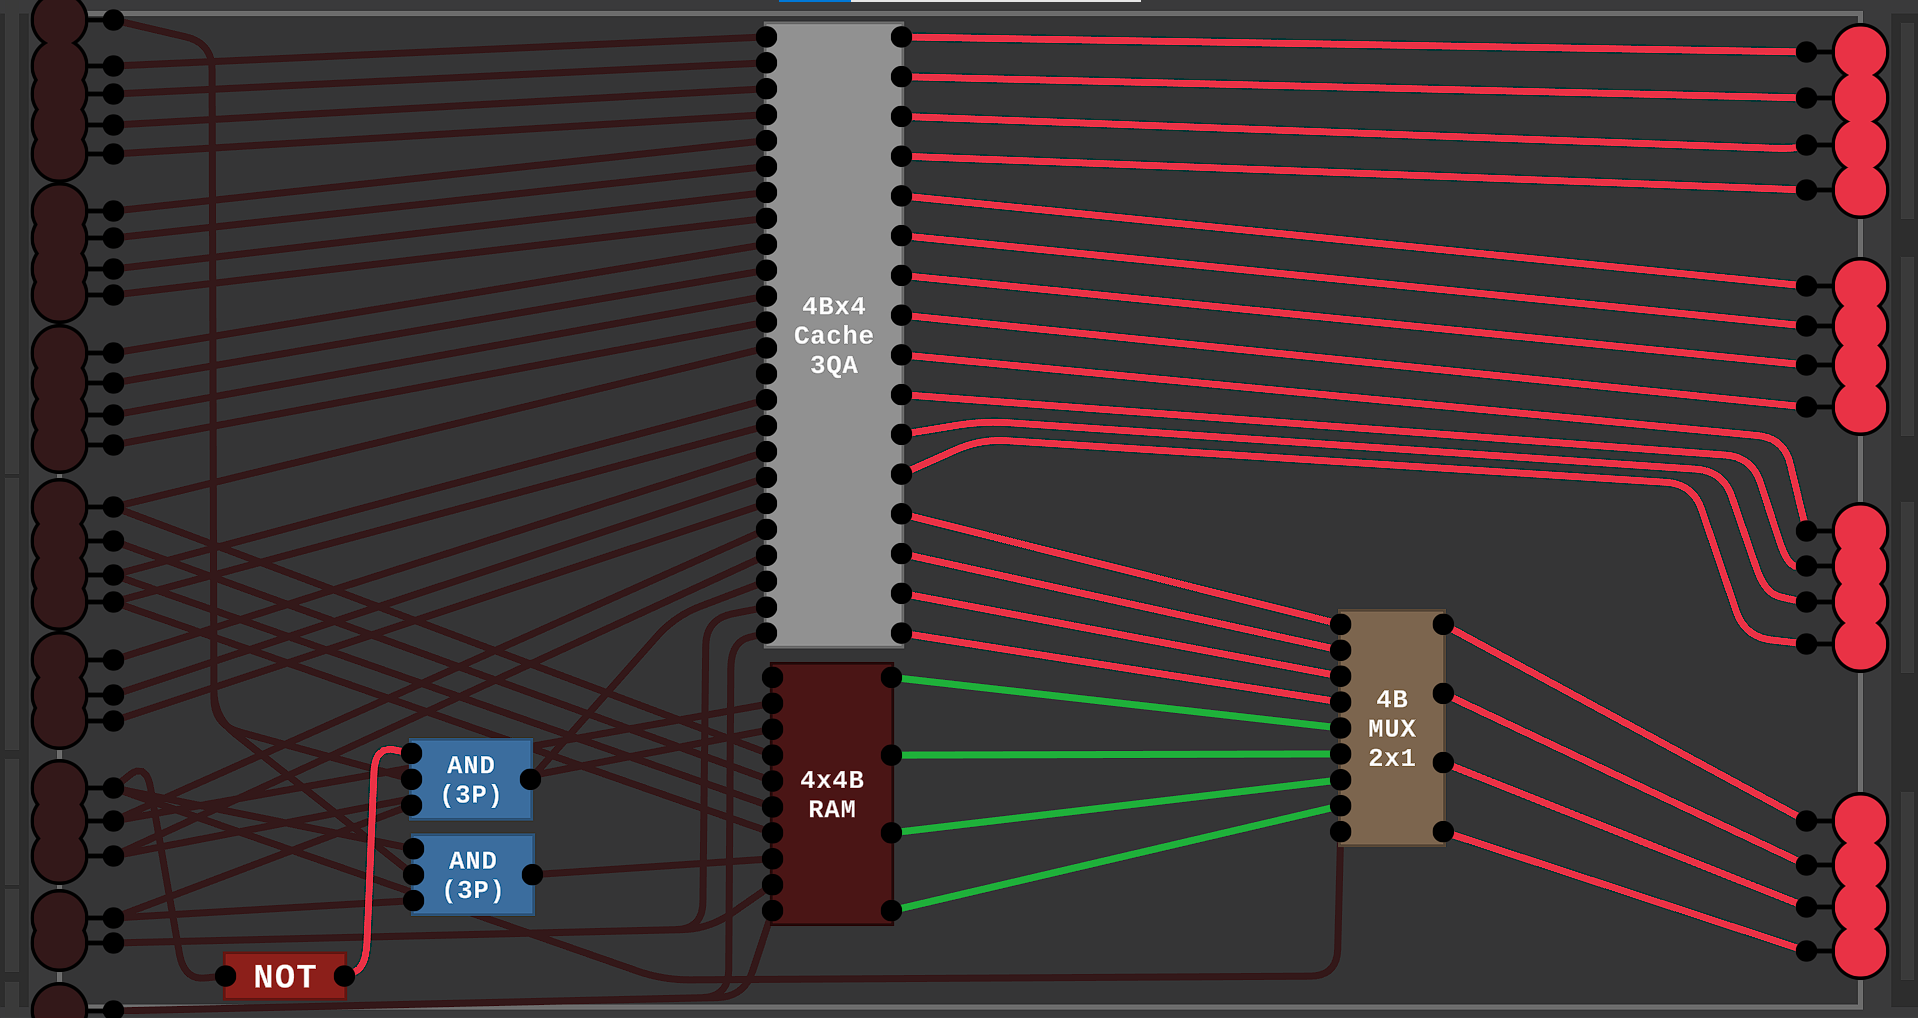 4Bx4
Cache
3QA
4B
MUX
2x1
AND
(3P)
4x4B
RAM
AND
(3P)
NOT